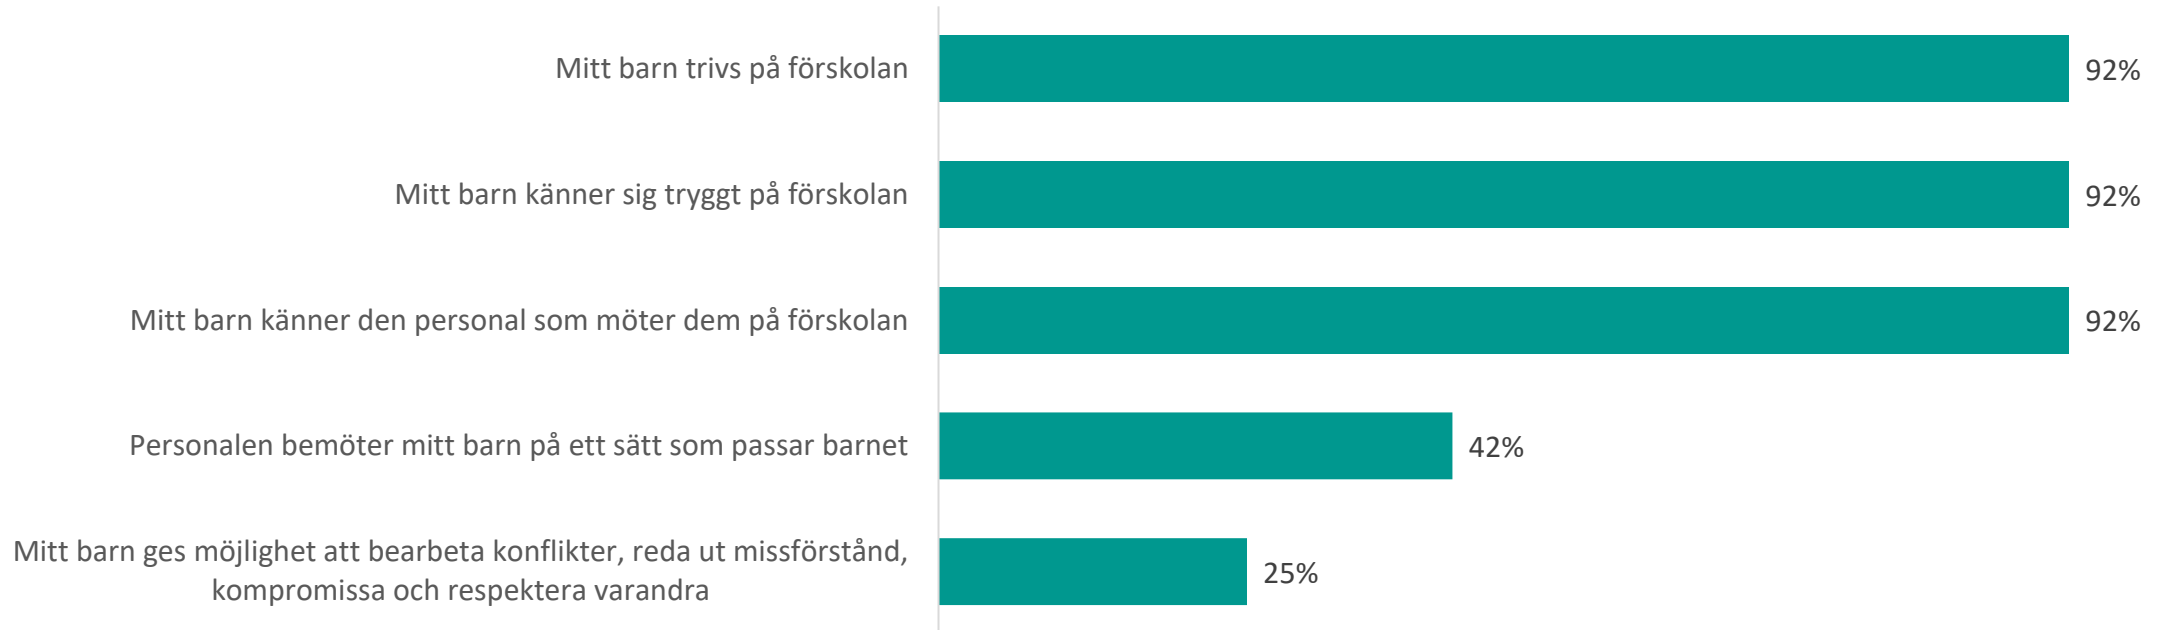 Mitt barn trivs på förskolan
92%
Mitt barn känner sig tryggt på förskolan
92%
Mitt barn känner den personal som möter dem på förskolan
92%
Personalen bemöter mitt barn på ett sätt som passar barnet
42%
Mitt barn ges möjlighet att bearbeta konflikter, reda ut missförstånd,
kompromissa och respektera varandra
25%